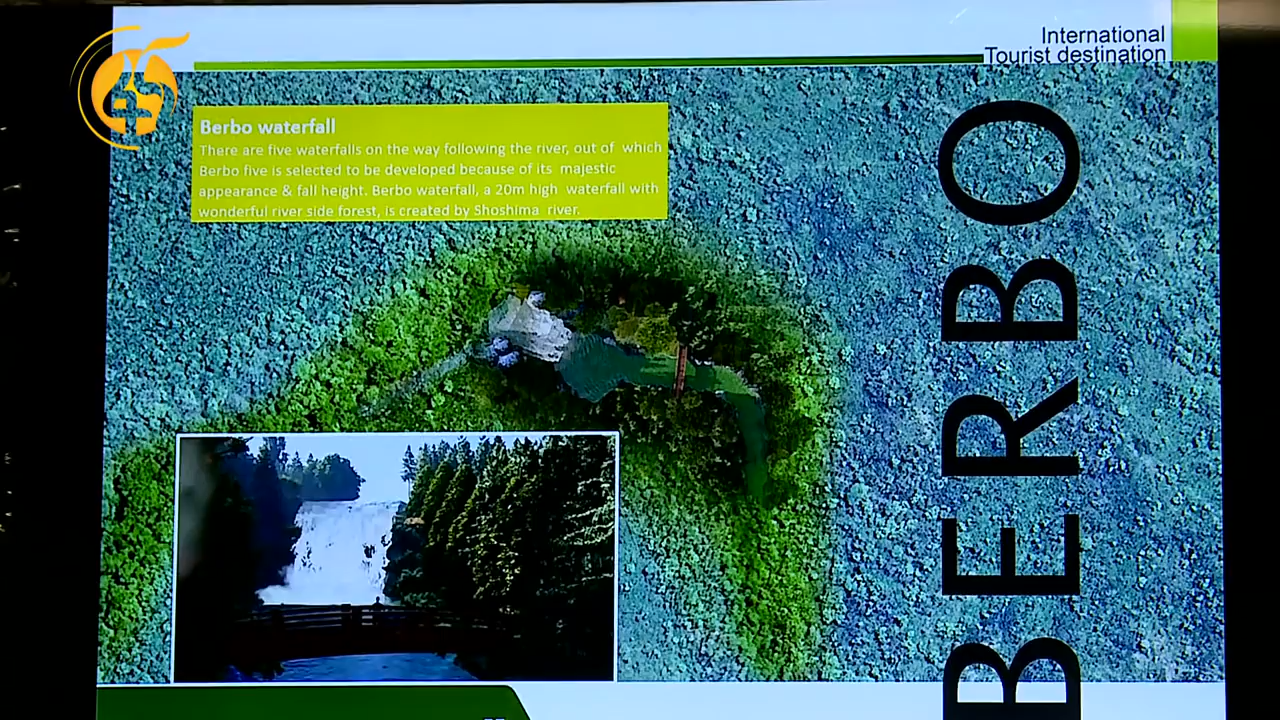 International
Tourist destination
Berbo waterfall
There are five waterfalls on the way following the river, out of which
Berbo five is selected to be developed because of its majestic
appearance & fall height. Berbo waterfall, a 20m high waterfall with
wonderful river side forest, is created by Shoshima river.
BERBO